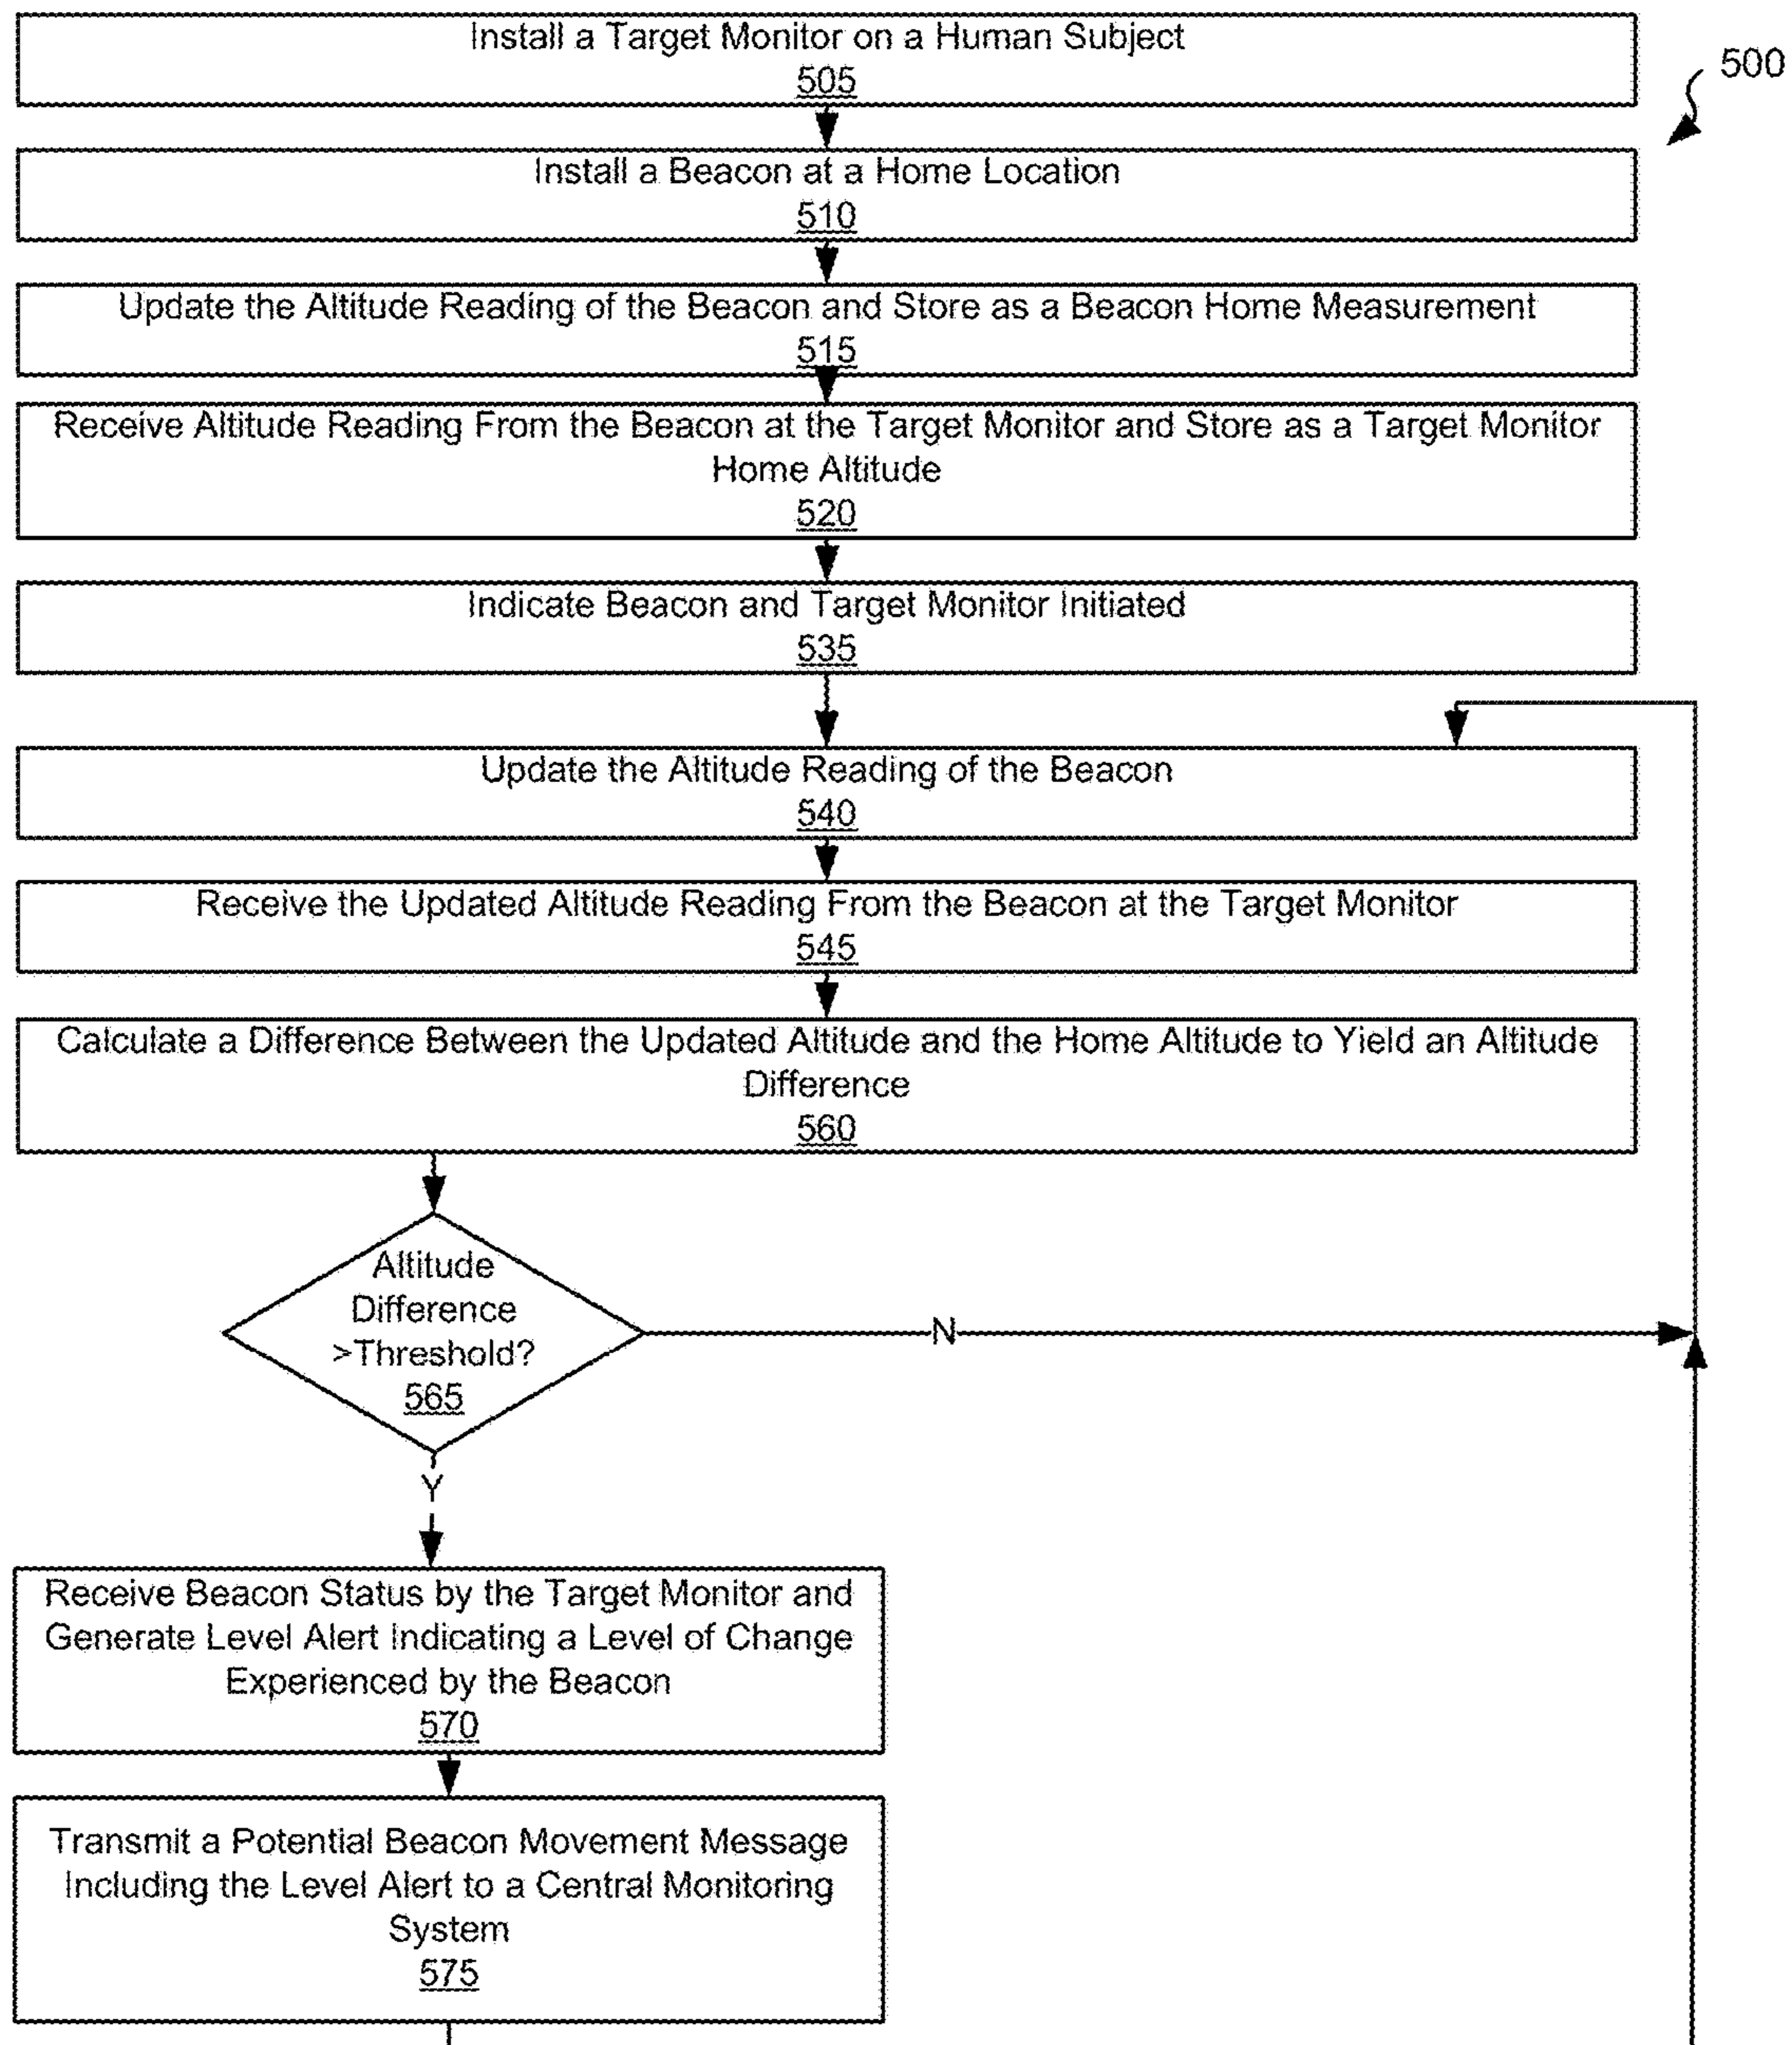 Install a Target Monitor on a Human Subject
505
500
Install a Beacon at a Home Location
510
Update the Altitude Reading of the Beacon and Store as a Beacon Home Measurement
515
Receive Altitude Reading From the Beacon at the Target Monitor and Store as a Target Monitor
Home Altitude
520
Indicate Beacon and Target Monitor Initiated
535
Update the Altitude Reading of the Beacon
540
Receive the Updated Altitude Reading From the Beacon at the Target Monitor
545
Calculate a Difference Between the Updated Altitude and the Home Altitude to Yield an Altitude
Difference
560
Altitude
Difference
>Threshold?
565
N
Y
Receive Beacon Status by the Target Monitor and
Generate Level Alert Indicating a Level of Change
Experienced by the Beacon
570
Transmit a Potential Beacon Movement Message
Including the Level Alert to a Central Monitoring
System
575